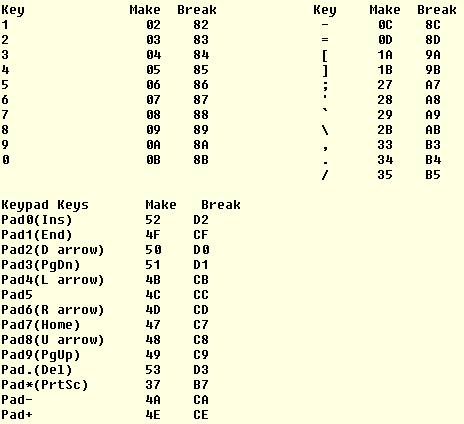 Key Make Break Key Make Break
1 02 82 - 0C 8C
2 03 83 = 0D 8D
3 04 84 [ 1A 9A
4 05 85 ] 1B 9B
5 06 86 ; 27 A7
6 07 87 ' 28 A8
7 08 88 ` 29 A9
8 09 89 \ 2B AB
9 0A 8A , 33 B3
0 0B 8B . 34 B4
/ 35 B5
Keypad Keys Make Break
Pad0(Ins) 52 D2
Pad1(End) 4F CF
Pad2(D arrow) 50 D0
Pad3(PgDn) 51 D1
Pad4(L arrow) 4B CB
Pad5 4C CC
Pad6(R arrow) 4D CD
Pad7(Home) 47 C7
Pad8(U arrow) 48 C8
Pad9(PgUp) 49 C9
Pad.(Del) 53 D3
Pad*(PrtSc) 37 B7
Pad- 4A CA
Pad+ 4E CE